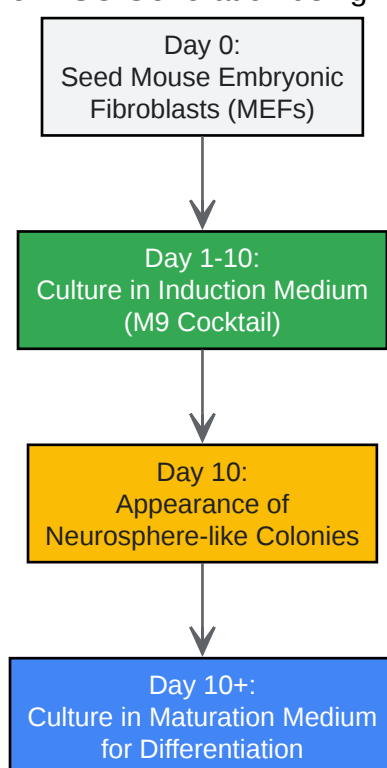 Day 0:
Seed Mouse Embryonic
Fibroblasts (MEFs)
Day 1-10:
Culture in Induction Medium
(M9 Cocktail)
Day 10:
Appearance of
Neurosphere-like Colonies
Day 10+:
Culture in Maturation Medium
for Differentiation